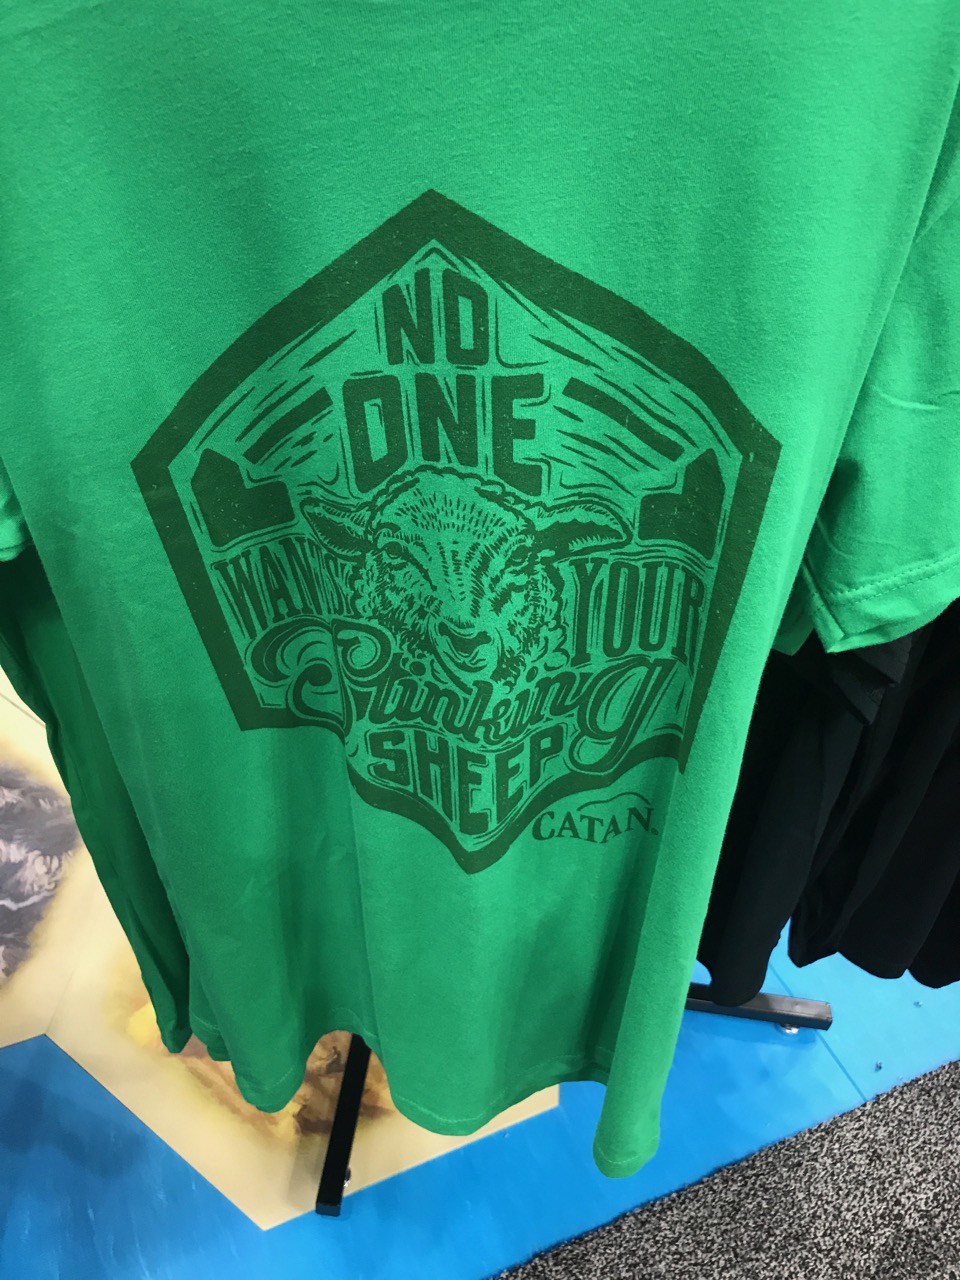 NO
ONE
WANTS YOUR
Stinking
SHEEP
CATAN